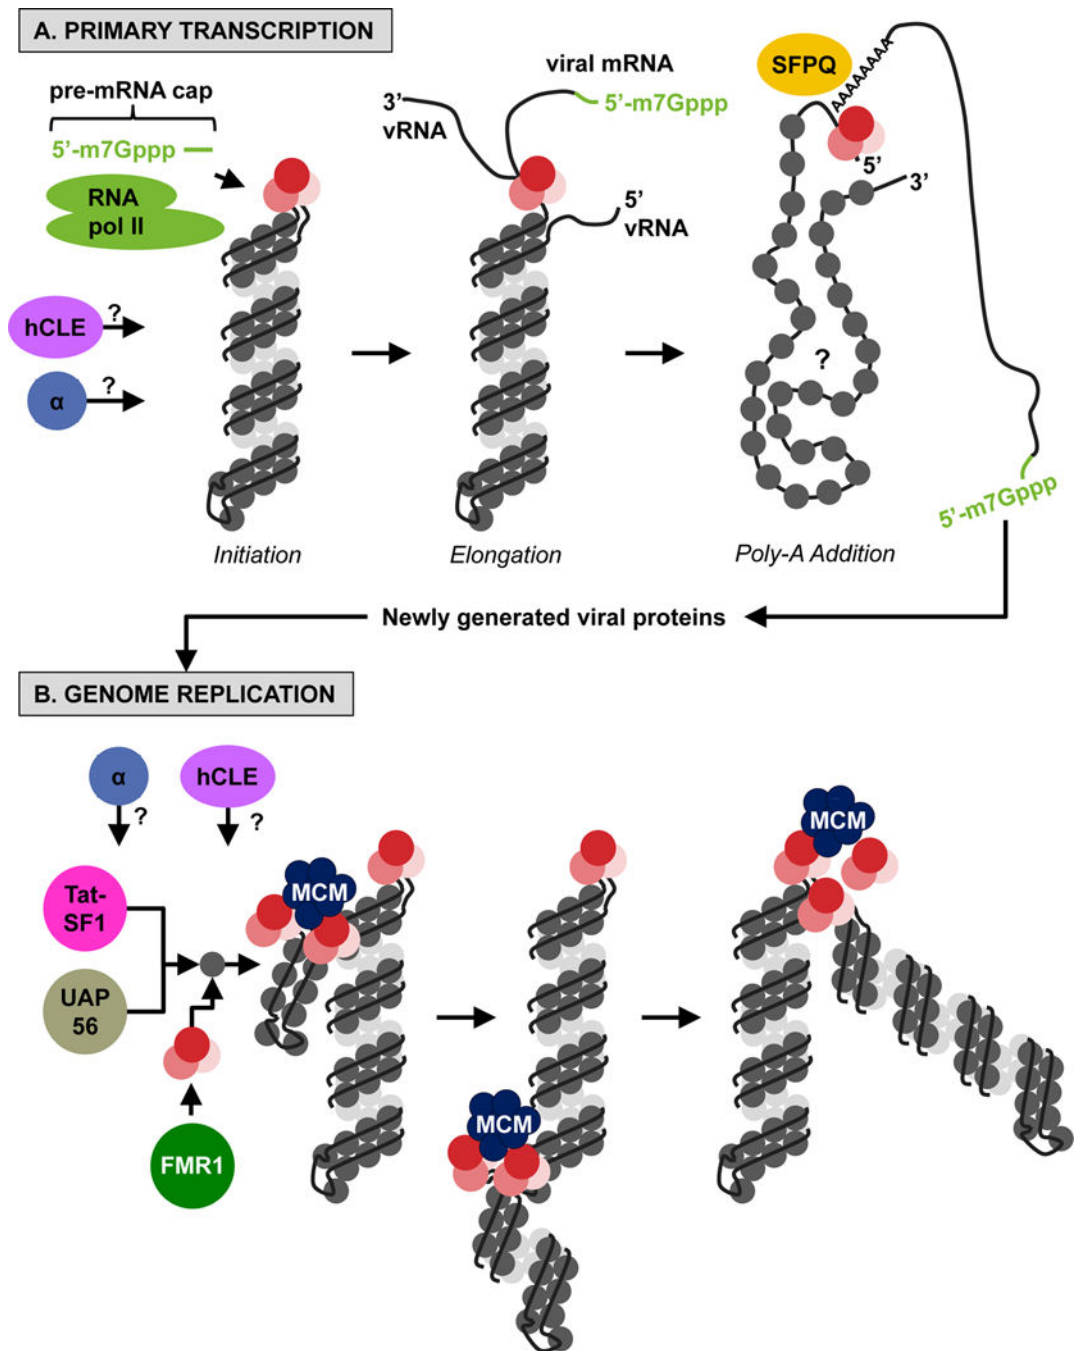 A. PRIMARY TRANSCRIPTION
pre-mRNA cap
5’-m7Gppp
RNA
pol II
hCLE
?
α
?
Initiation
3’
vRNA
viral mRNA
5’-m7Gppp
5’
vRNA
Elongation
SFPQ
AAAAAAAA
5’
3’
?
5’-m7Gppp
Poly-A Addition
Newly generated viral proteins
B. GENOME REPLICATION
α
?
hCLE
?
Tat-
SF1
UAP
56
FMR1
MCM
MCM
MCM